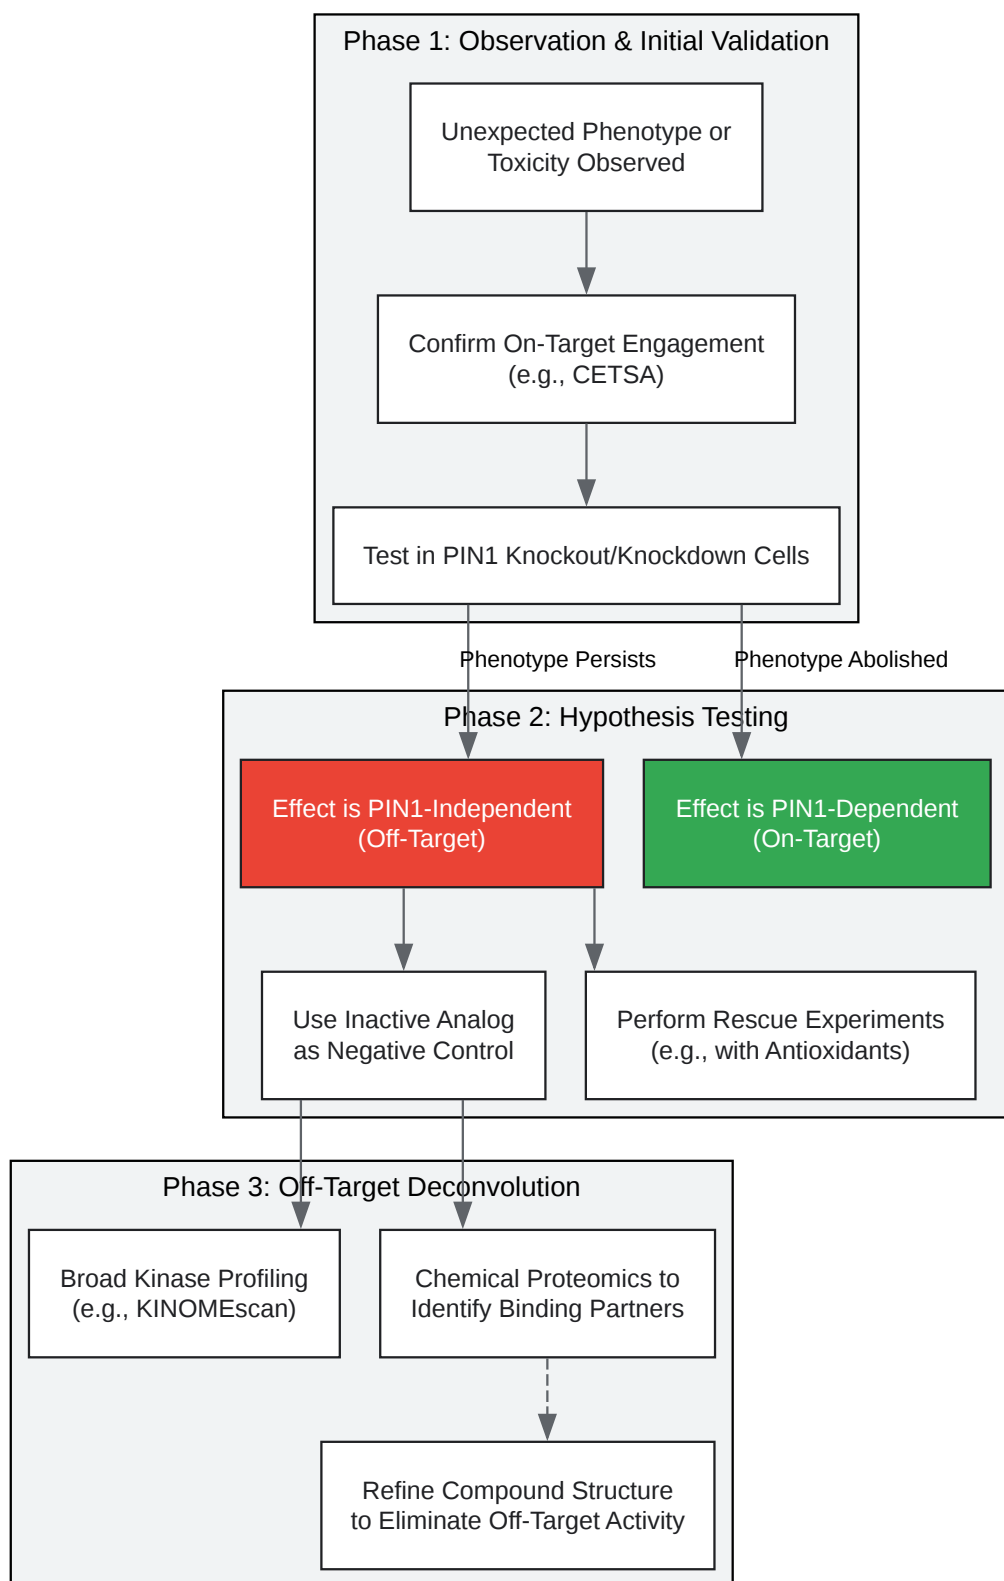 Phase 1: Observation & Initial Validation
Unexpected Phenotype or
Toxicity Observed
Confirm On-Target Engagement
(e.g., CETSA)
Test in PIN1 Knockout/Knockdown Cells
Phenotype Persists
Phenotype Abolished
Phase 2: Hypothesis Testing
Effect is PIN1-Independent
(Off-Target)
Effect is PIN1-Dependent
(On-Target)
Use Inactive Analog
as Negative Control
Perform Rescue Experiments
(e.g., with Antioxidants)
Phase 3: Off-Target Deconvolution
Broad Kinase Profiling
(e.g., KINOMEscan)
Chemical Proteomics to
Identify Binding Partners
Refine Compound Structure
to Eliminate Off-Target Activity